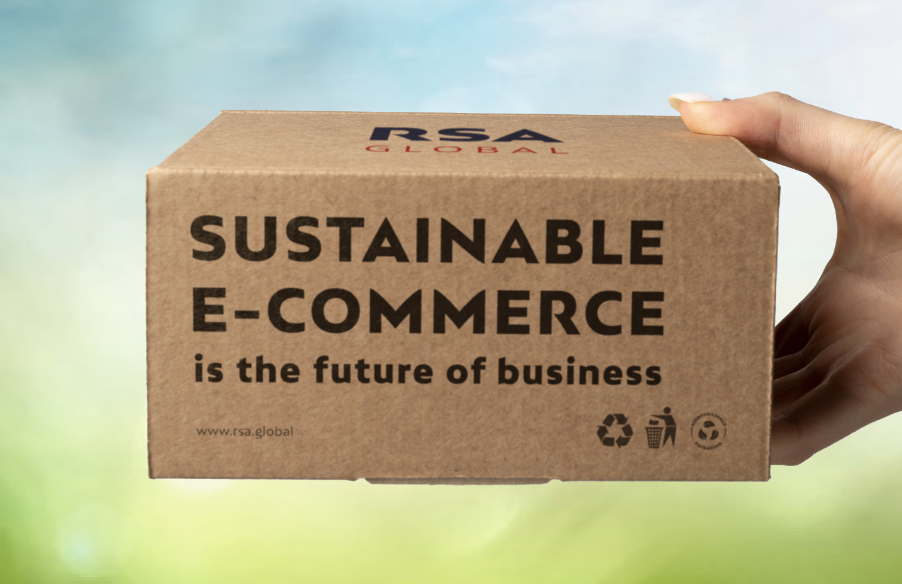 RSA
GLOBAL
SUSTAINABLE
E-COMMERCE
is the future of business
www.rsa.global